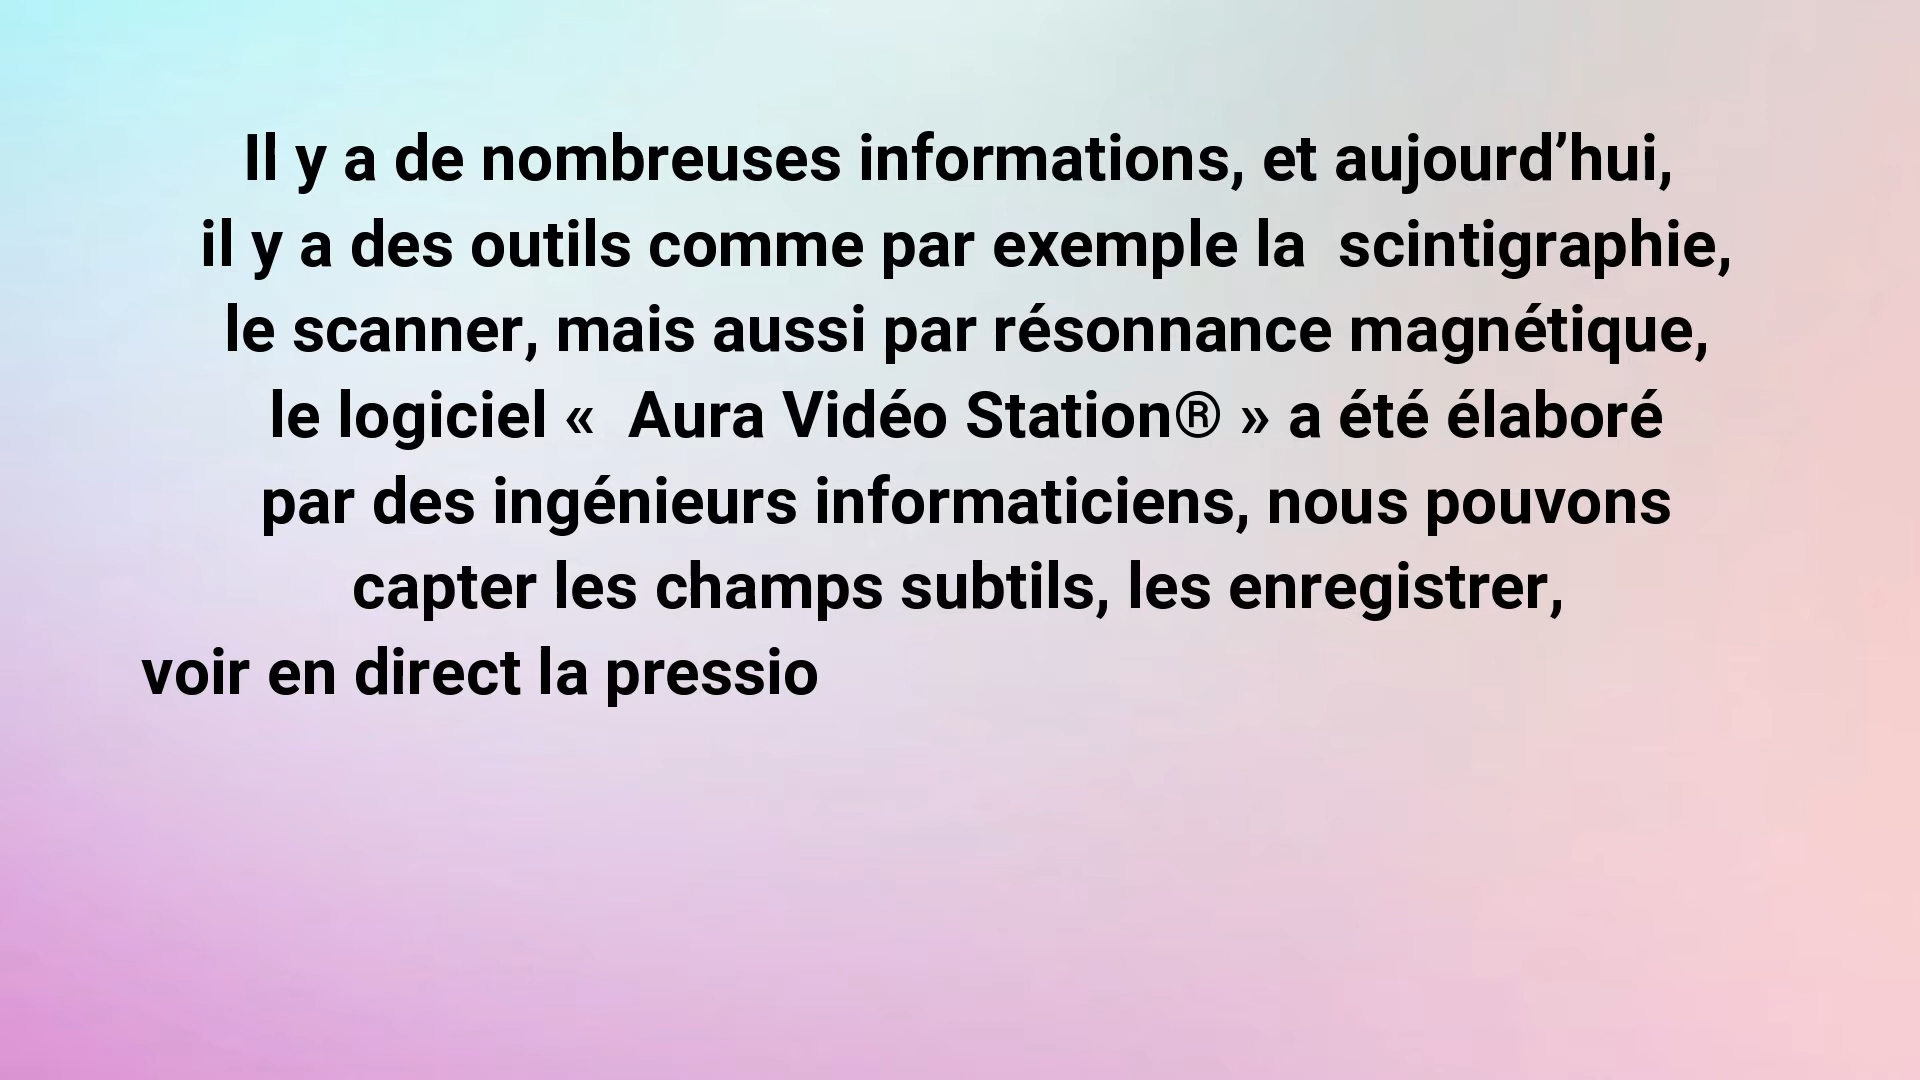 Il y a de nombreuses informations, et aujourd’hui,
il y a des outils comme par exemple la  scintigraphie,
le scanner, mais aussi par résonnance magnétique,
le logiciel «  Aura Vidéo Station® » a été élaboré
par des ingénieurs informaticiens, nous pouvons
capter les champs subtils, les enregistrer,
voir en direct la pressio